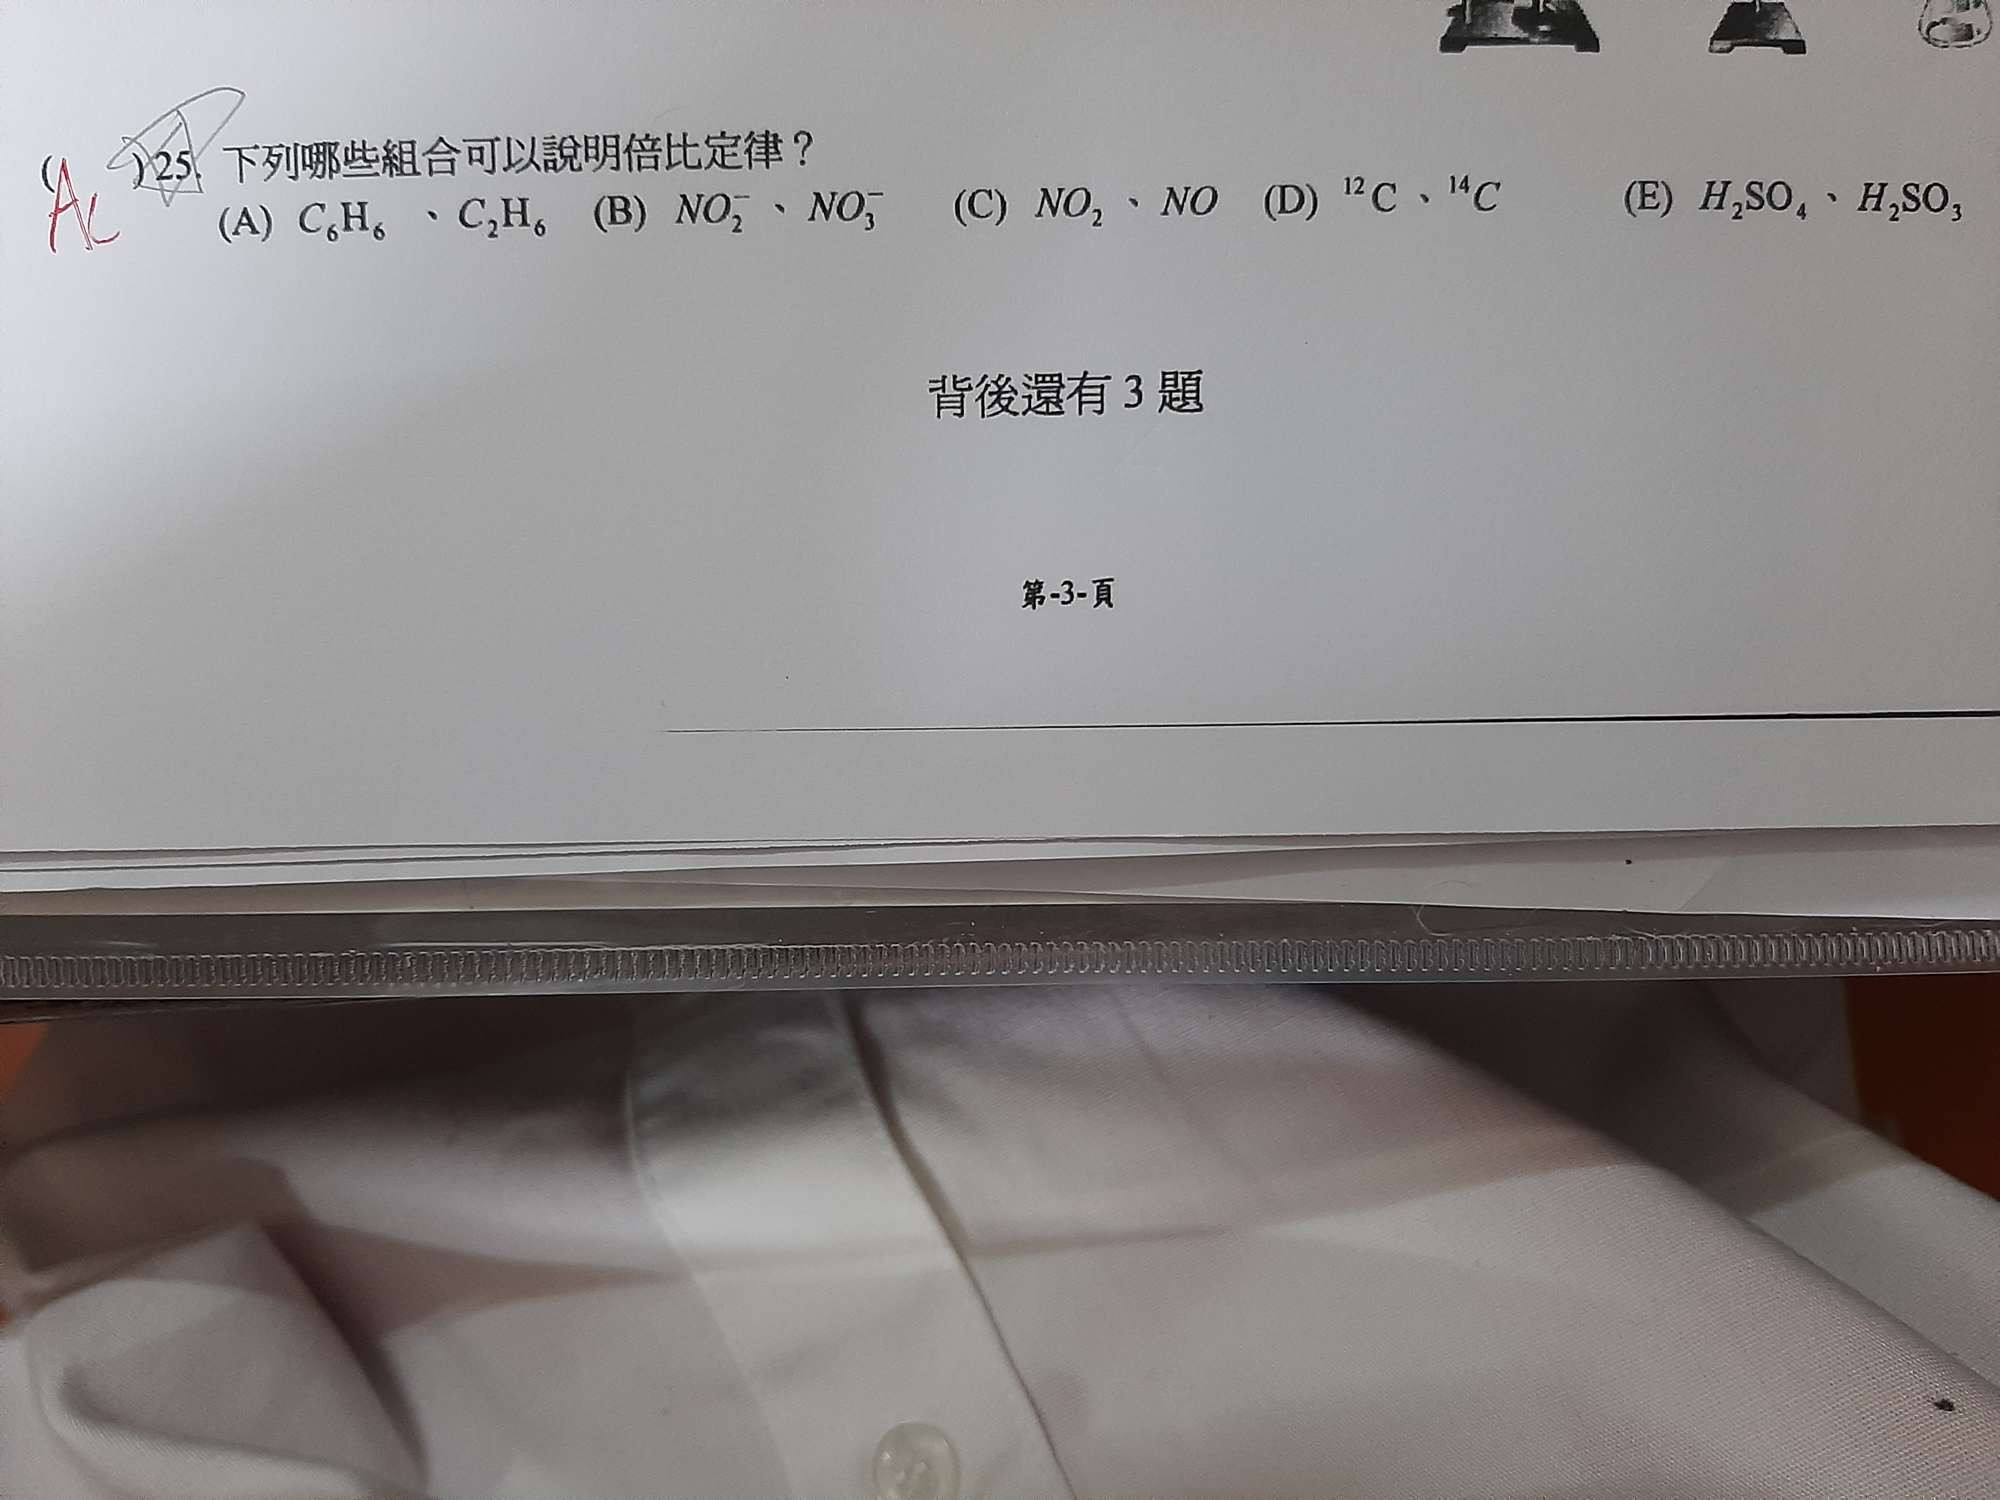 ( AC ) 25. 下列哪些組合可以說明倍比定律？
(A) C₆H₆ 、C₂H₆ (B) NO₂⁻、NO₃⁻ (C) NO₂、NO (D) ¹²C、¹⁴C (E) H₂SO₄、H₂SO₃
背後還有 3 題
第-3-頁